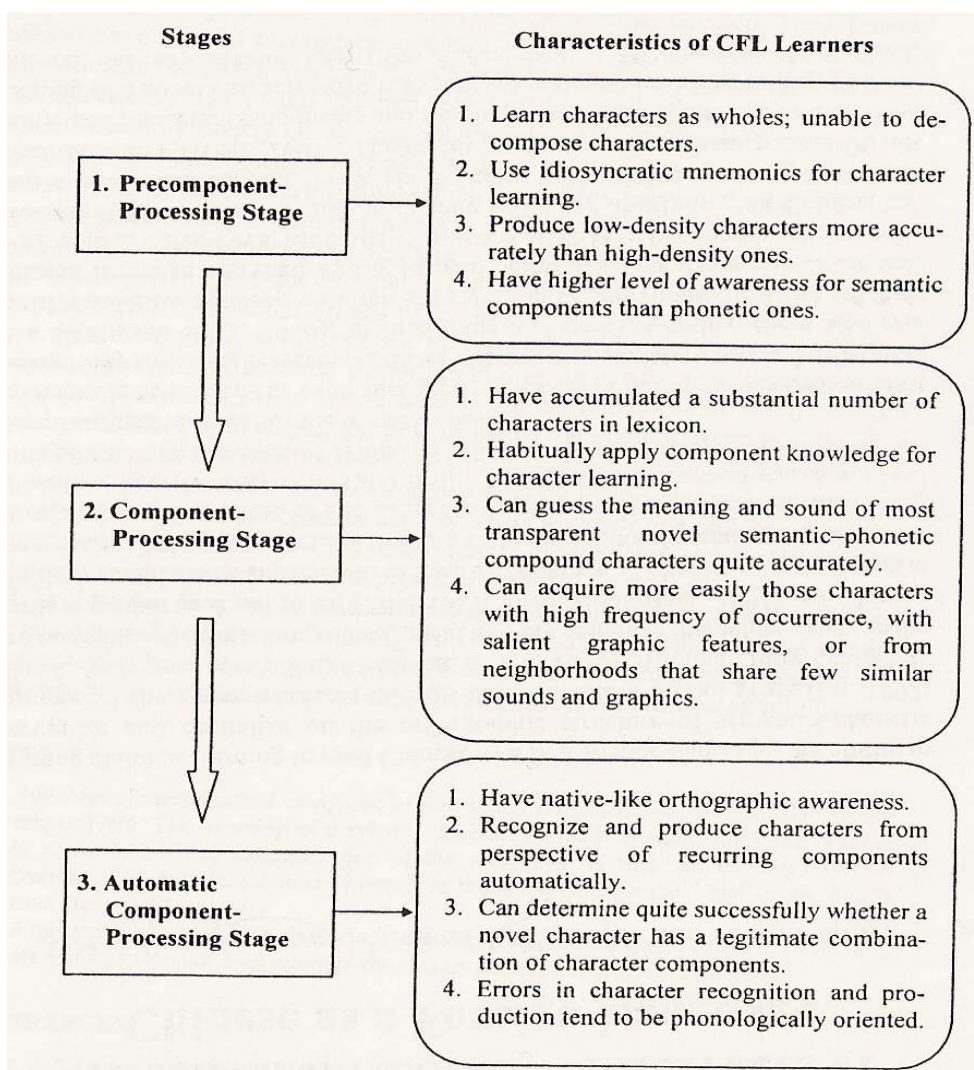 Stages
Characteristics of CFL Learners
1. Precomponent-
Processing Stage
1. Learn characters as wholes; unable to de-
compose characters.
2. Use idiosyncratic mnemonics for character
learning.
3. Produce low-density characters more accu-
rately than high-density ones.
4. Have higher level of awareness for semantic
components than phonetic ones.
2. Component-
Processing Stage
1. Have accumulated a substantial number of
characters in lexicon.
2. Habitually apply component knowledge for
character learning.
3. Can guess the meaning and sound of most
transparent novel semantic–phonetic
compound characters quite accurately.
4. Can acquire more easily those characters
with high frequency of occurrence, with
salient graphic features, or from
neighborhoods that share few similar
sounds and graphics.
3. Automatic
Component-
Processing Stage
1. Have native-like orthographic awareness.
2. Recognize and produce characters from
perspective of recurring components
automatically.
3. Can determine quite successfully whether a
novel character has a legitimate combina-
tion of character components.
4. Errors in character recognition and pro-
duction tend to be phonologically oriented.